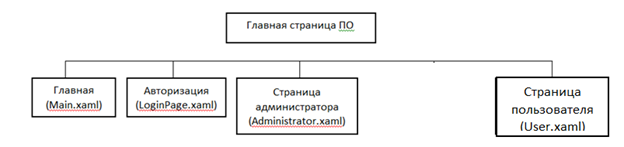 Главная страница ПО
Главная
(Main.xaml)
Авторизация
(LoginPage.xaml)
Страница
администратора
(Administrator.xaml)
Страница
пользователя
(User.xaml)